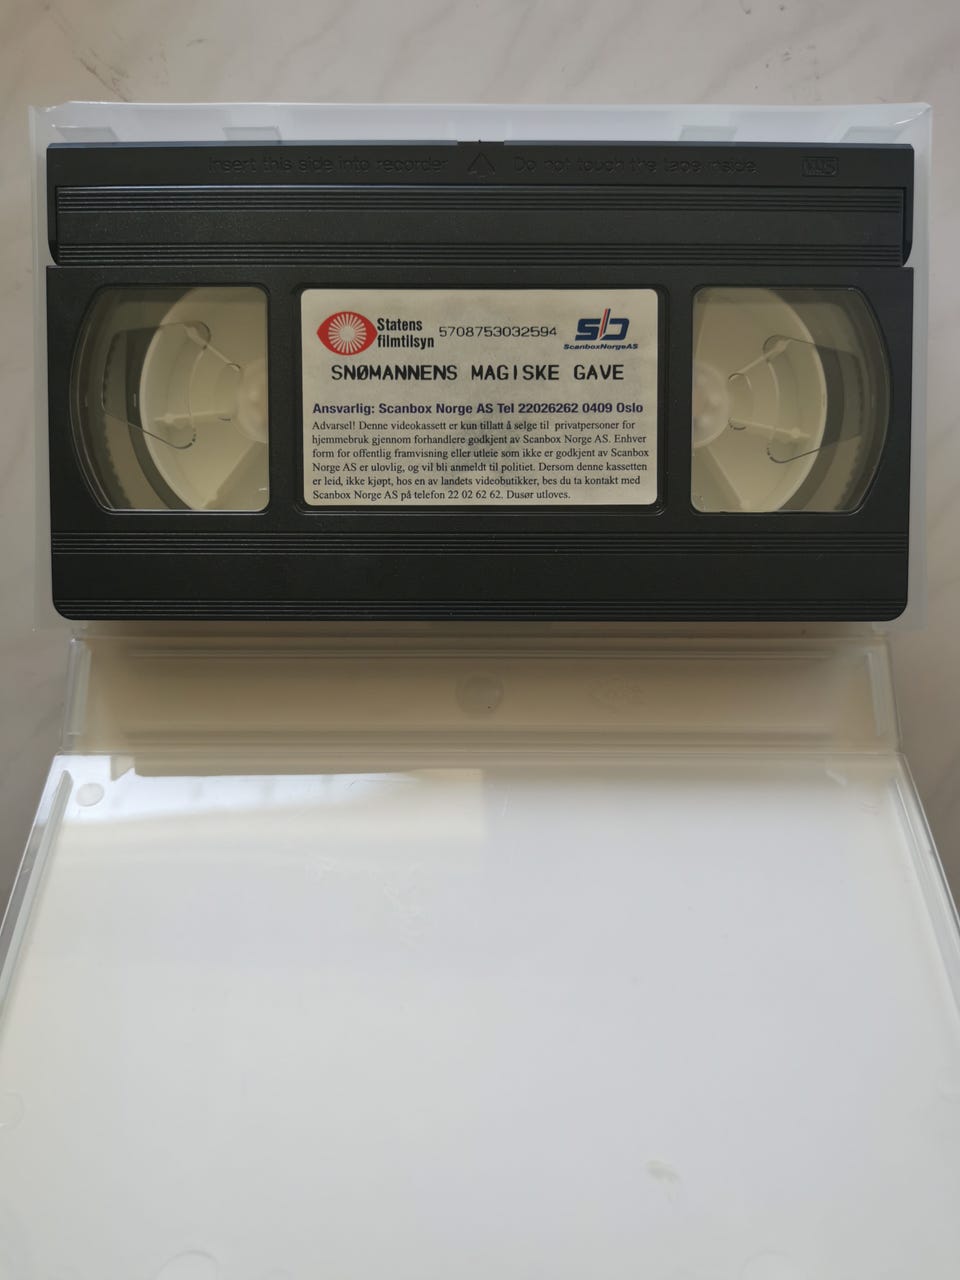 Insert this side into recorder Do not touch the tape inside VHS
Statens
filmtilsyn
5708753032594
ScanboxNorgeAS
SNØMANNENS MAGISKE GAVE
Ansvarlig: Scanbox Norge AS Tel 22026262 0409 Oslo
Advarsel! Denne videokassett er kun tillatt å selge til privatpersoner for
hjemmebruk gjennom forhandlere godkjent av Scanbox Norge AS. Enhver
form for offentlig framvisning eller utleie som ikke er godkjent av Scanbox
Norge AS er ulovlig, og vil bli anmeldt til politiet. Dersom denne kassetten
er leid, ikke kjøpt, hos en av landets videobutikker, bes du ta kontakt med
Scanbox Norge AS på telefon 22 02 62 62. Dusør utloves.